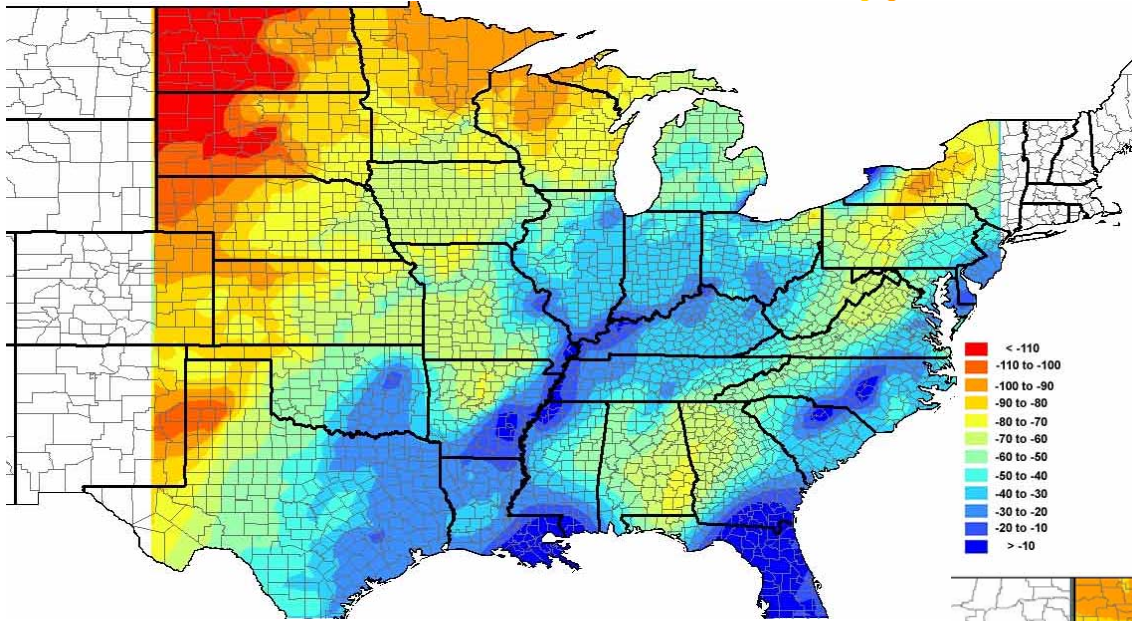 < -110
-110 to -100
-100 to -90
-90 to -80
-80 to -70
-70 to -60
-60 to -50
-50 to -40
-40 to -30
-30 to -20
-20 to -10
> -10